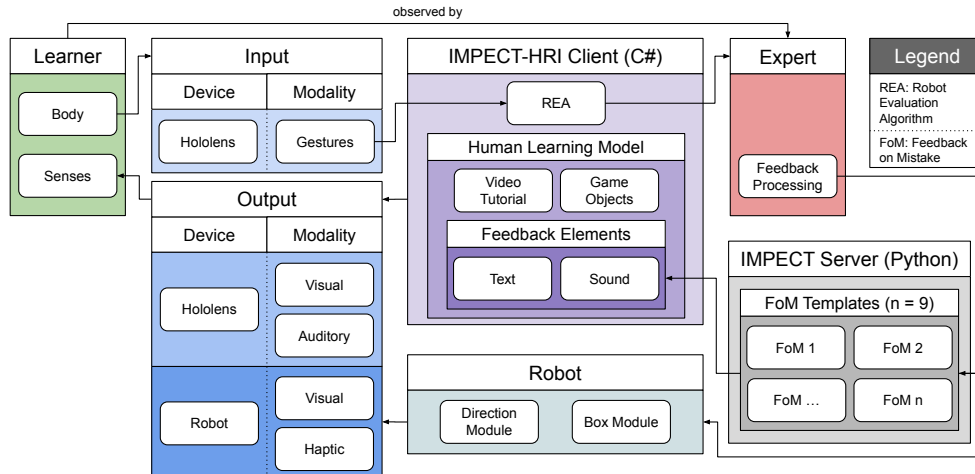 observed by
Learner
Body
Senses
Input
Device
Modality
Hololens
Gestures
Output
Device
Modality
Hololens
Visual
Auditory
Robot
Visual
Haptic
IMPECT-HRI Client (C#)
REA
Human Learning Model
Video
Tutorial
Game
Objects
Feedback Elements
Text
Sound
Robot
Direction
Module
Box Module
Expert
Feedback
Processing
Legend
REA: Robot
Evaluation
Algorithm
FoM: Feedback
on Mistake
IMPECT Server (Python)
FoM Templates (n = 9)
FoM 1
FoM 2
FoM ...
FoM n